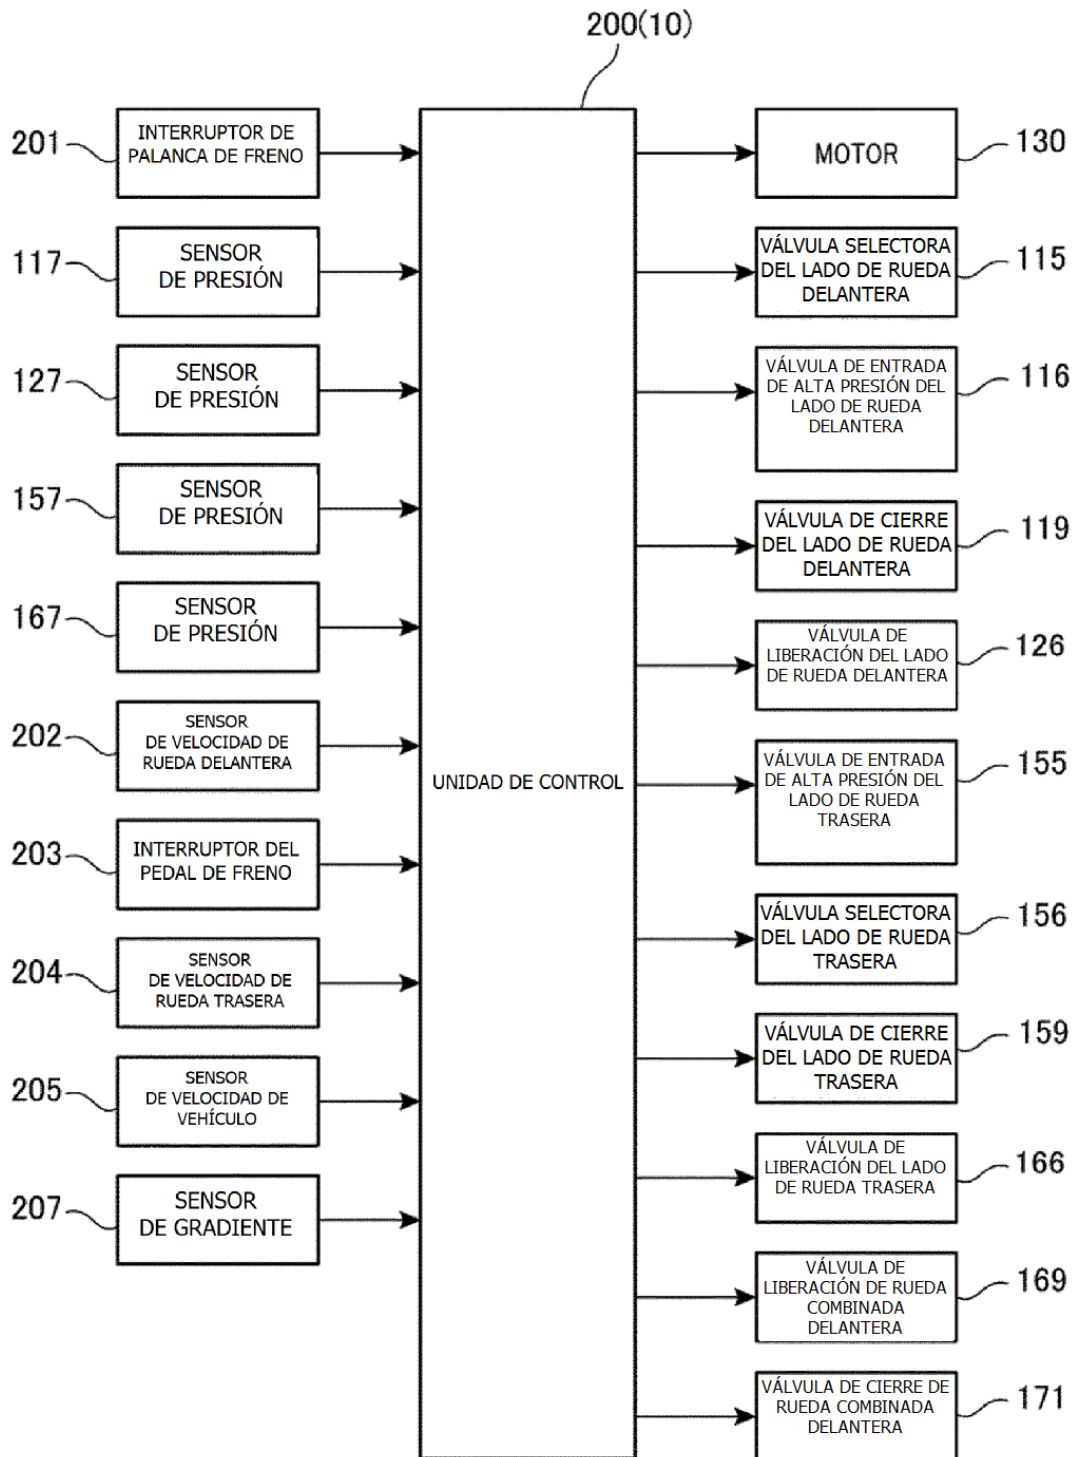 200(10)
201
INTERRUPTOR DE
PALANCA DE FRENO
117
SENSOR
DE PRESIÓN
127
SENSOR
DE PRESIÓN
157
SENSOR
DE PRESIÓN
167
SENSOR
DE PRESIÓN
202
SENSOR
DE VELOCIDAD DE
RUEDA DELANTERA
203
INTERRUPTOR DEL
PEDAL DE FRENO
204
SENSOR
DE VELOCIDAD DE
RUEDA TRASERA
205
SENSOR
DE VELOCIDAD DE
VEHÍCULO
207
SENSOR
DE GRADIENTE
UNIDAD DE CONTROL
MOTOR
130
VÁLVULA SELECTORA
DEL LADO DE RUEDA
DELANTERA
115
VÁLVULA DE ENTRADA
DE ALTA PRESIÓN DEL
LADO DE RUEDA
DELANTERA
116
VÁLVULA DE CIERRE
DEL LADO DE RUEDA
DELANTERA
119
VÁLVULA DE
LIBERACIÓN DEL LADO
DE RUEDA DELANTERA
126
VÁLVULA DE ENTRADA
DE ALTA PRESIÓN DEL
LADO DE RUEDA
TRASERA
155
VÁLVULA SELECTORA
DEL LADO DE RUEDA
TRASERA
156
VÁLVULA DE CIERRE
DEL LADO DE RUEDA
TRASERA
159
VÁLVULA DE
LIBERACIÓN DEL LADO
DE RUEDA TRASERA
166
VÁLVULA DE
LIBERACIÓN DE RUEDA
COMBINADA
DELANTERA
169
VÁLVULA DE CIERRE DE
RUEDA COMBINADA
DELANTERA
171